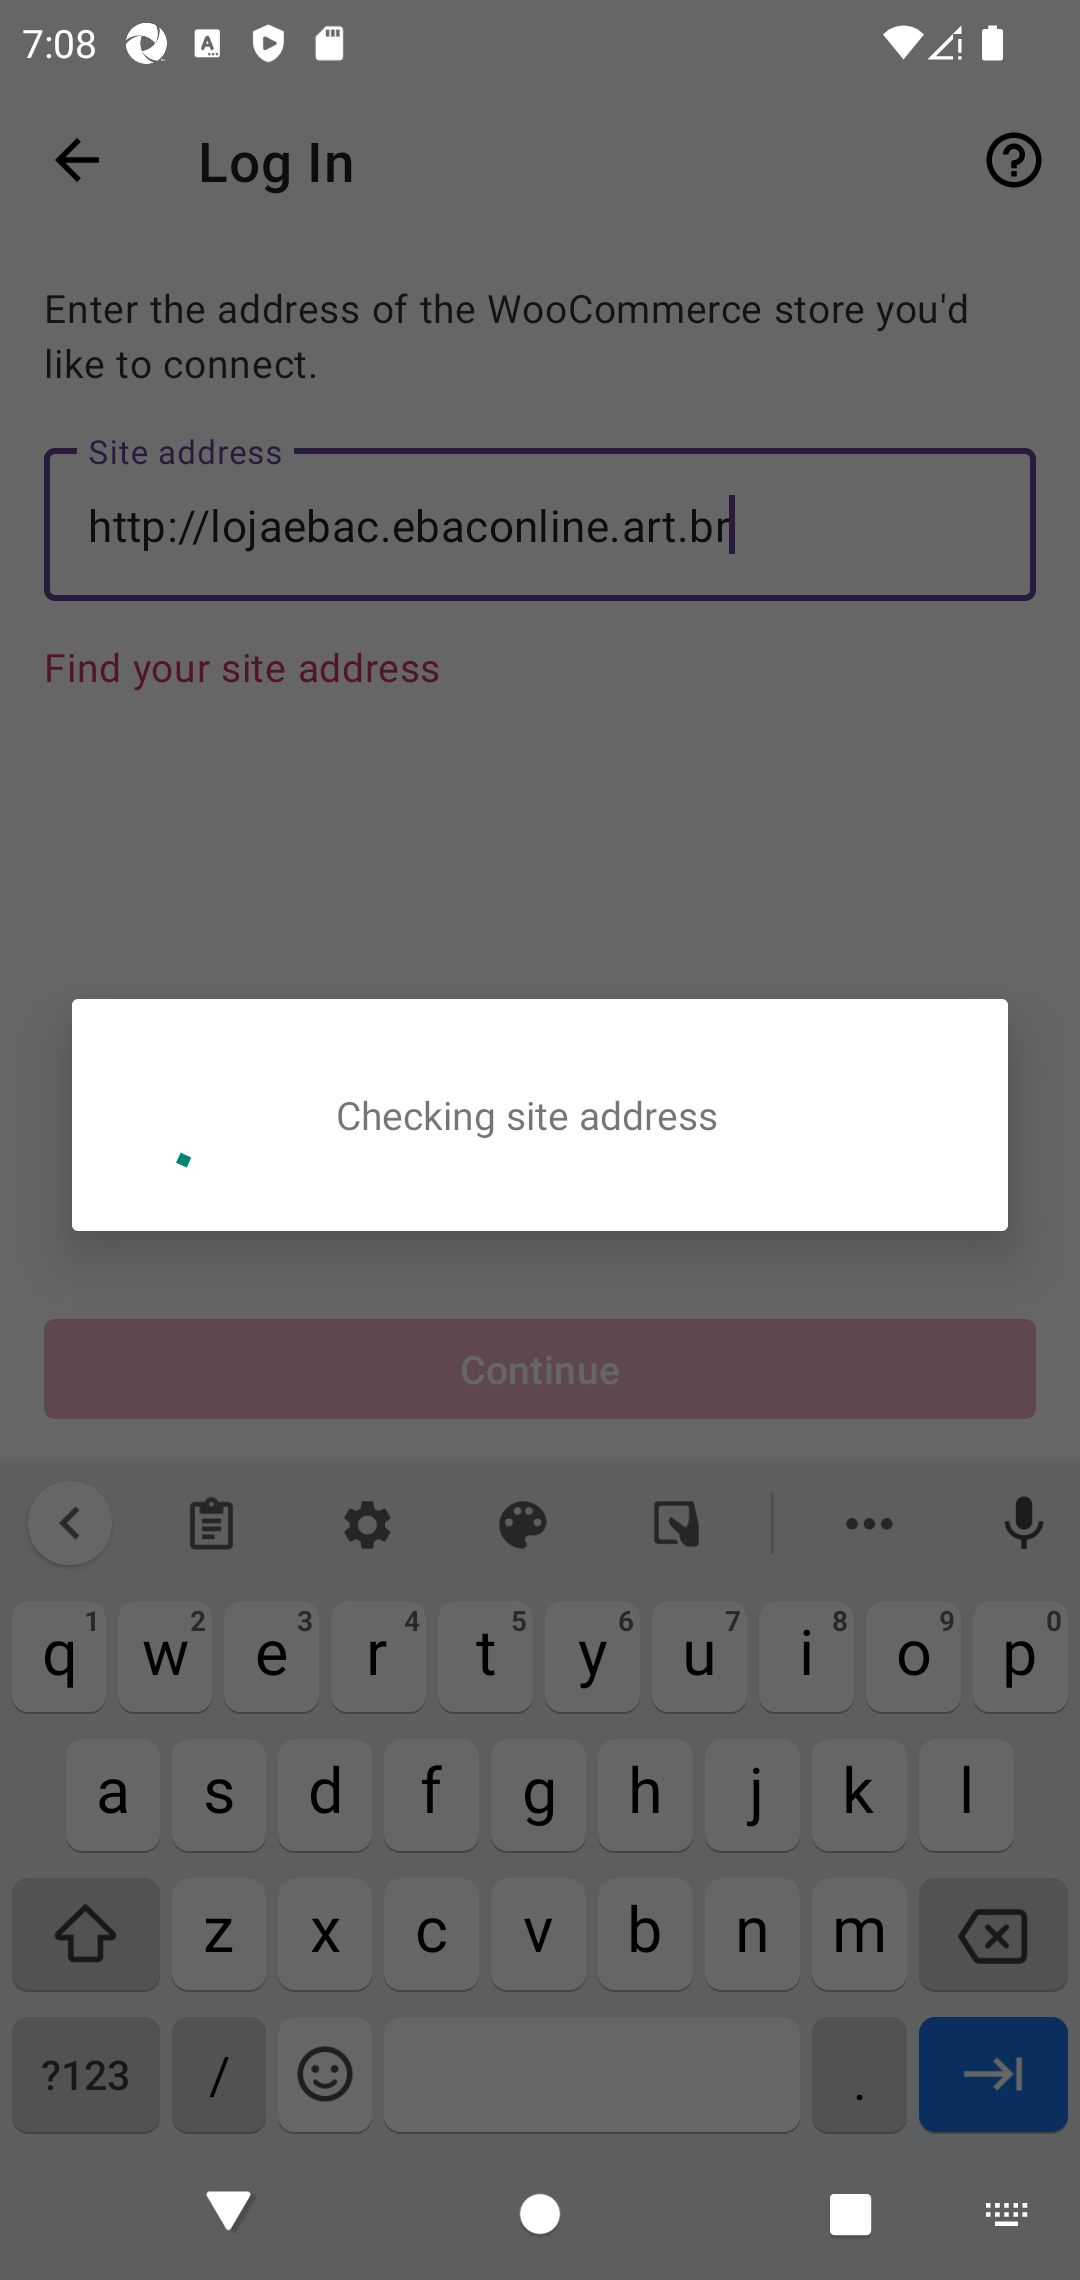 7:08
Log In
Enter the address of the WooCommerce store you'd
like to connect.
Site address
http://lojaebac.ebaconline.art.br
Find your site address
Checking site address
Continue
1 2 3 4 5 6 7 8 9 0
q w e r t y u i o p
a s d f g h j k l
z x c v b n m
?123 / .